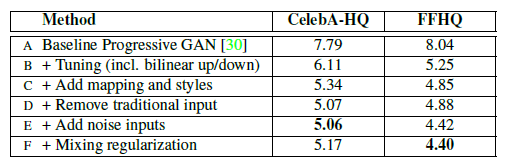 Method CelebA-HQ FFHQ
A Baseline Progressive GAN [30] 7.79 8.04
B + Tuning (incl. bilinear up/down) 6.11 5.25
C + Add mapping and styles 5.34 4.85
D + Remove traditional input 5.07 4.88
E + Add noise inputs 5.06 4.42
F + Mixing regularization 5.17 4.40